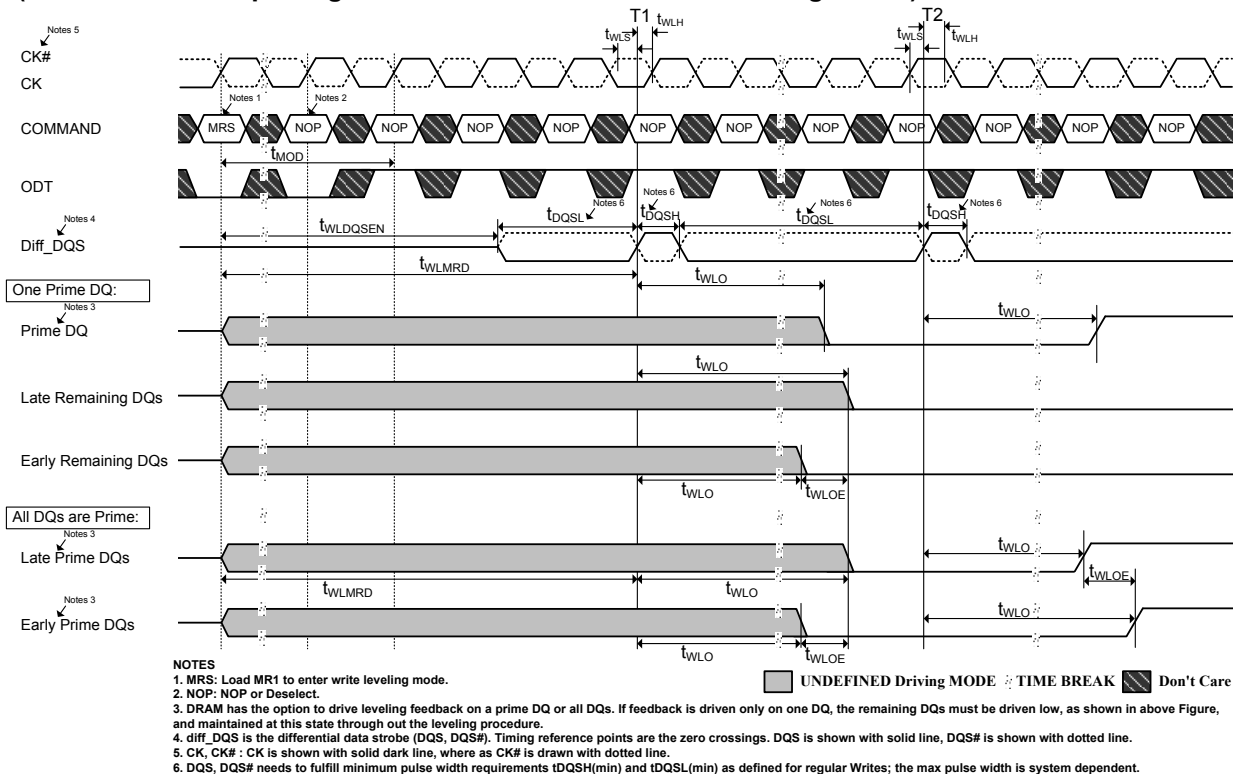 T1
T2
tWLS
tWLH
tWLS
tWLH
Notes 5
CK#
CK
Notes 1
Notes 2
COMMAND
MRS
NOP
NOP
NOP
NOP
NOP
NOP
NOP
NOP
NOP
NOP
NOP
tMOD
ODT
Notes 4
Diff_DQS
tWLDQSEN
tDQSL
Notes 6
tDQSH
Notes 6
tDQSL
Notes 6
tDQSH
Notes 6
tWLMRD
tWLO
One Prime DQ:
Notes 3
Prime DQ
tWLO
tWLO
Late Remaining DQs
Early Remaining DQs
tWLO
tWLOE
All DQs are Prime:
Notes 3
Late Prime DQs
tWLMRD
tWLO
tWLO
tWLOE
Notes 3
Early Prime DQs
tWLO
tWLO
tWLOE
NOTES
1. MRS: Load MR1 to enter write leveling mode.
2. NOP: NOP or Deselect.
UNDEFINED Driving MODE
TIME BREAK
Don't Care
3. DRAM has the option to drive leveling feedback on a prime DQ or all DQs. If feedback is driven only on one DQ, the remaining DQs must be driven low, as shown in above Figure,
and maintained at this state through out the leveling procedure.
4. diff_DQS is the differential data strobe (DQS, DQS#). Timing reference points are the zero crossings. DQS is shown with solid line, DQS# is shown with dotted line.
5. CK, CK# : CK is shown with solid dark line, where as CK# is drawn with dotted line.
6. DQS, DQS# needs to fulfill minimum pulse width requirements tDQSH(min) and tDQSL(min) as defined for regular Writes; the max pulse width is system dependent.